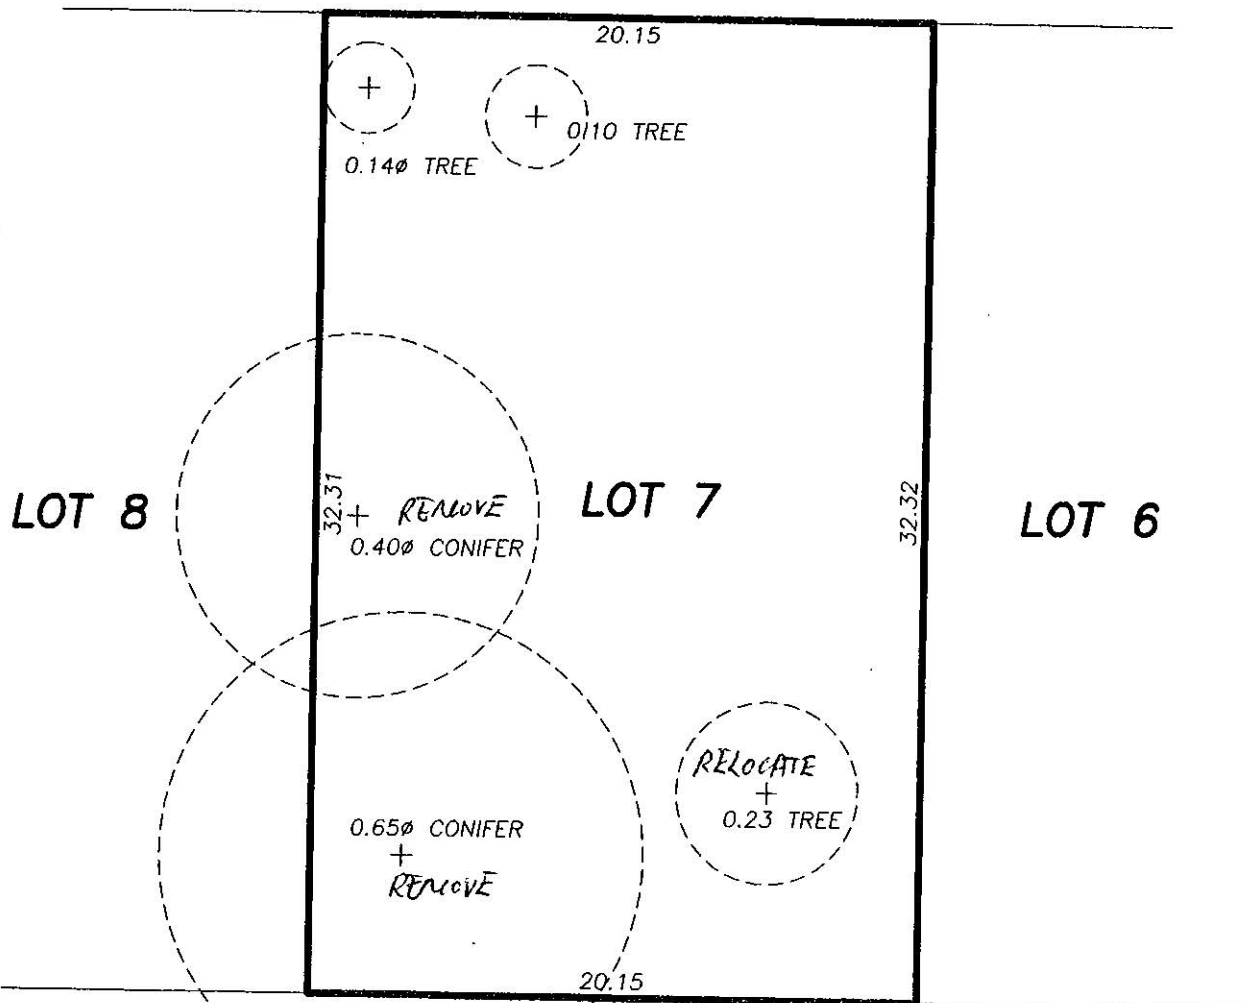 20.15
0.10 TREE
0.14ø TREE
LOT 8
32.31
REMOVE
0.40ø CONIFER
LOT 7
32.32
LOT 6
RELOCATE
0.23 TREE
0.65ø CONIFER
REMOVE
20.15